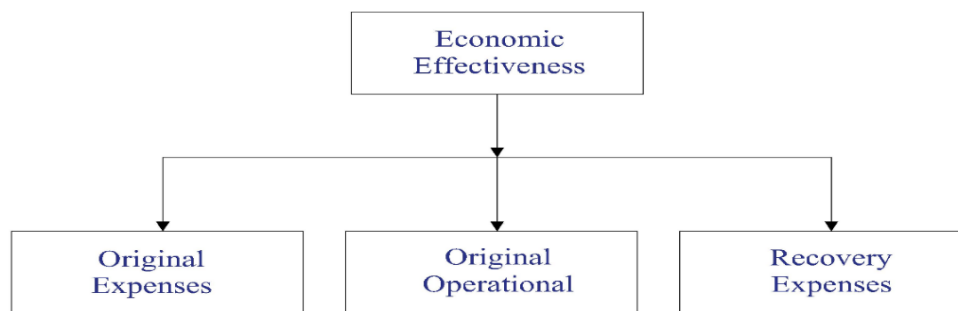 Economic
Effectiveness
Original
Expenses
Original
Operational
Recovery
Expenses